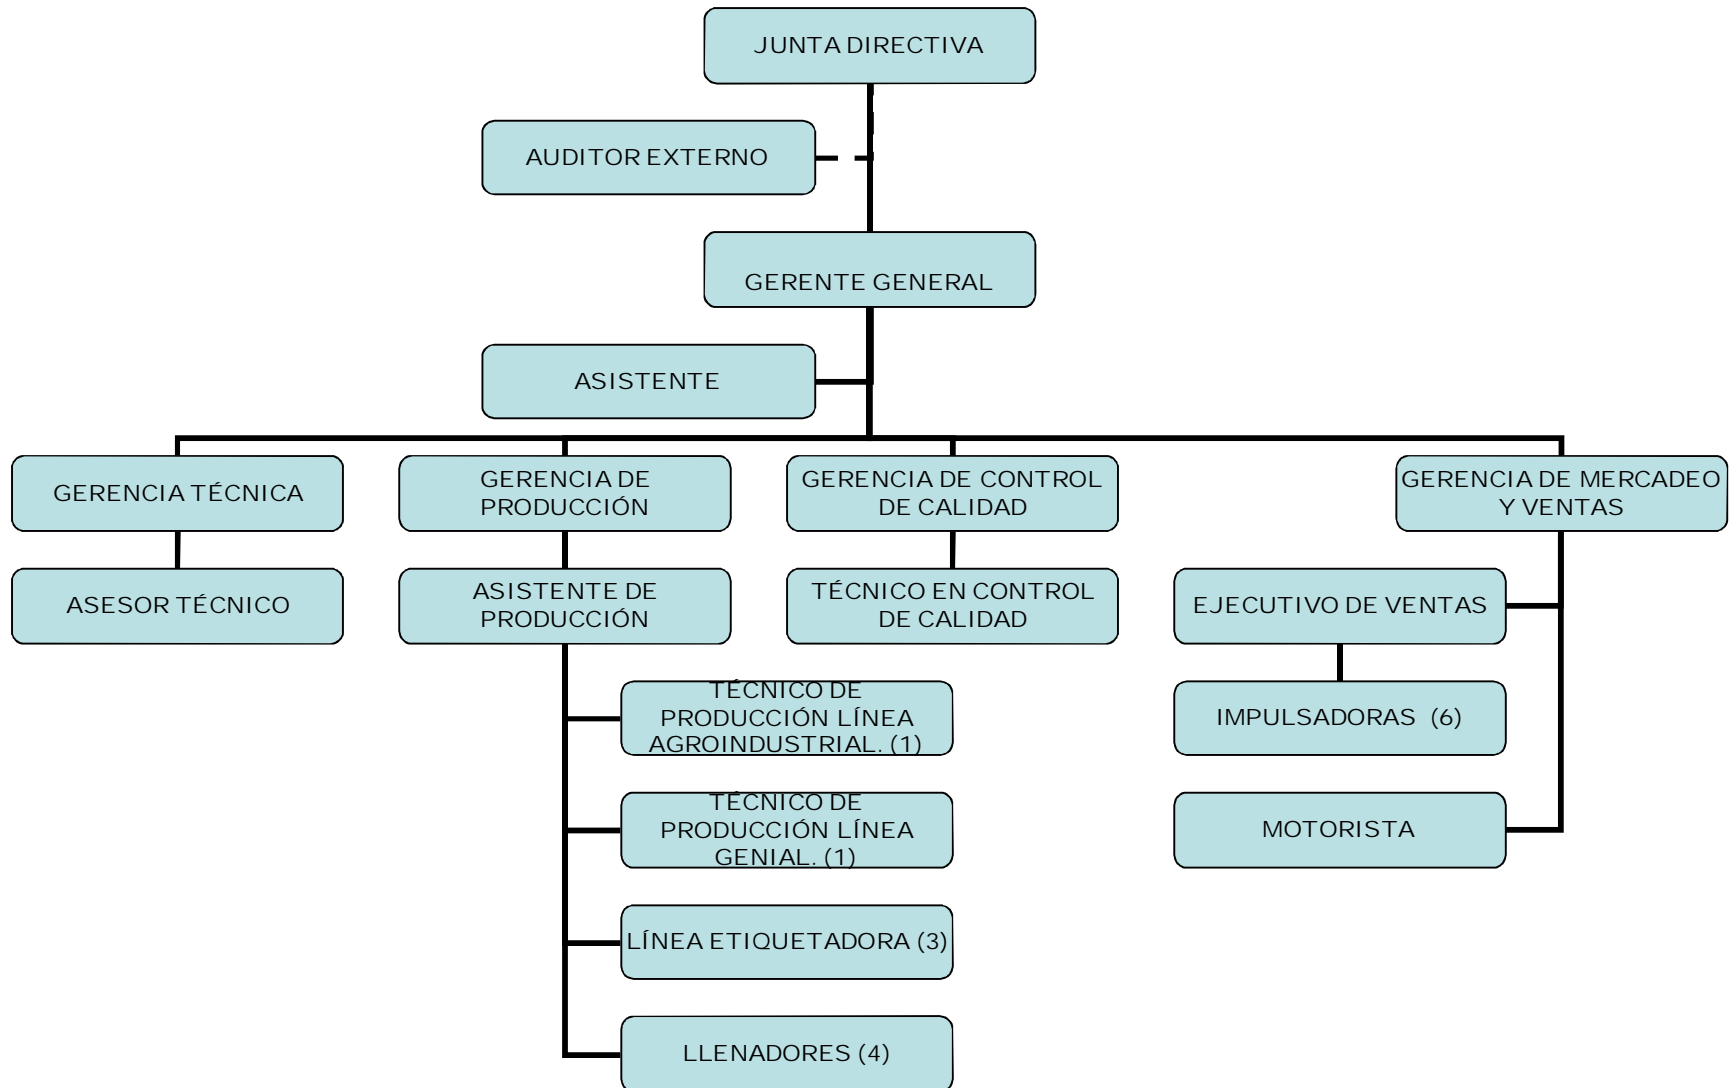 JUNTA DIRECTIVA
AUDITOR EXTERNO
GERENTE GENERAL
ASISTENTE
GERENCIA TÉCNICA
GERENCIA DE
PRODUCCIÓN
GERENCIA DE CONTROL
DE CALIDAD
GERENCIA DE MERCADEO
Y VENTAS
ASESOR TÉCNICO
ASISTENTE DE
PRODUCCIÓN
TÉCNICO EN CONTROL
DE CALIDAD
EJECUTIVO DE VENTAS
TÉCNICO DE
PRODUCCIÓN LÍNEA
AGROINDUSTRIAL. (1)
IMPULSADORAS (6)
TÉCNICO DE
PRODUCCIÓN LÍNEA
GENIAL. (1)
MOTORISTA
LÍNEA ETIQUETADORA (3)
LLENADORES (4)